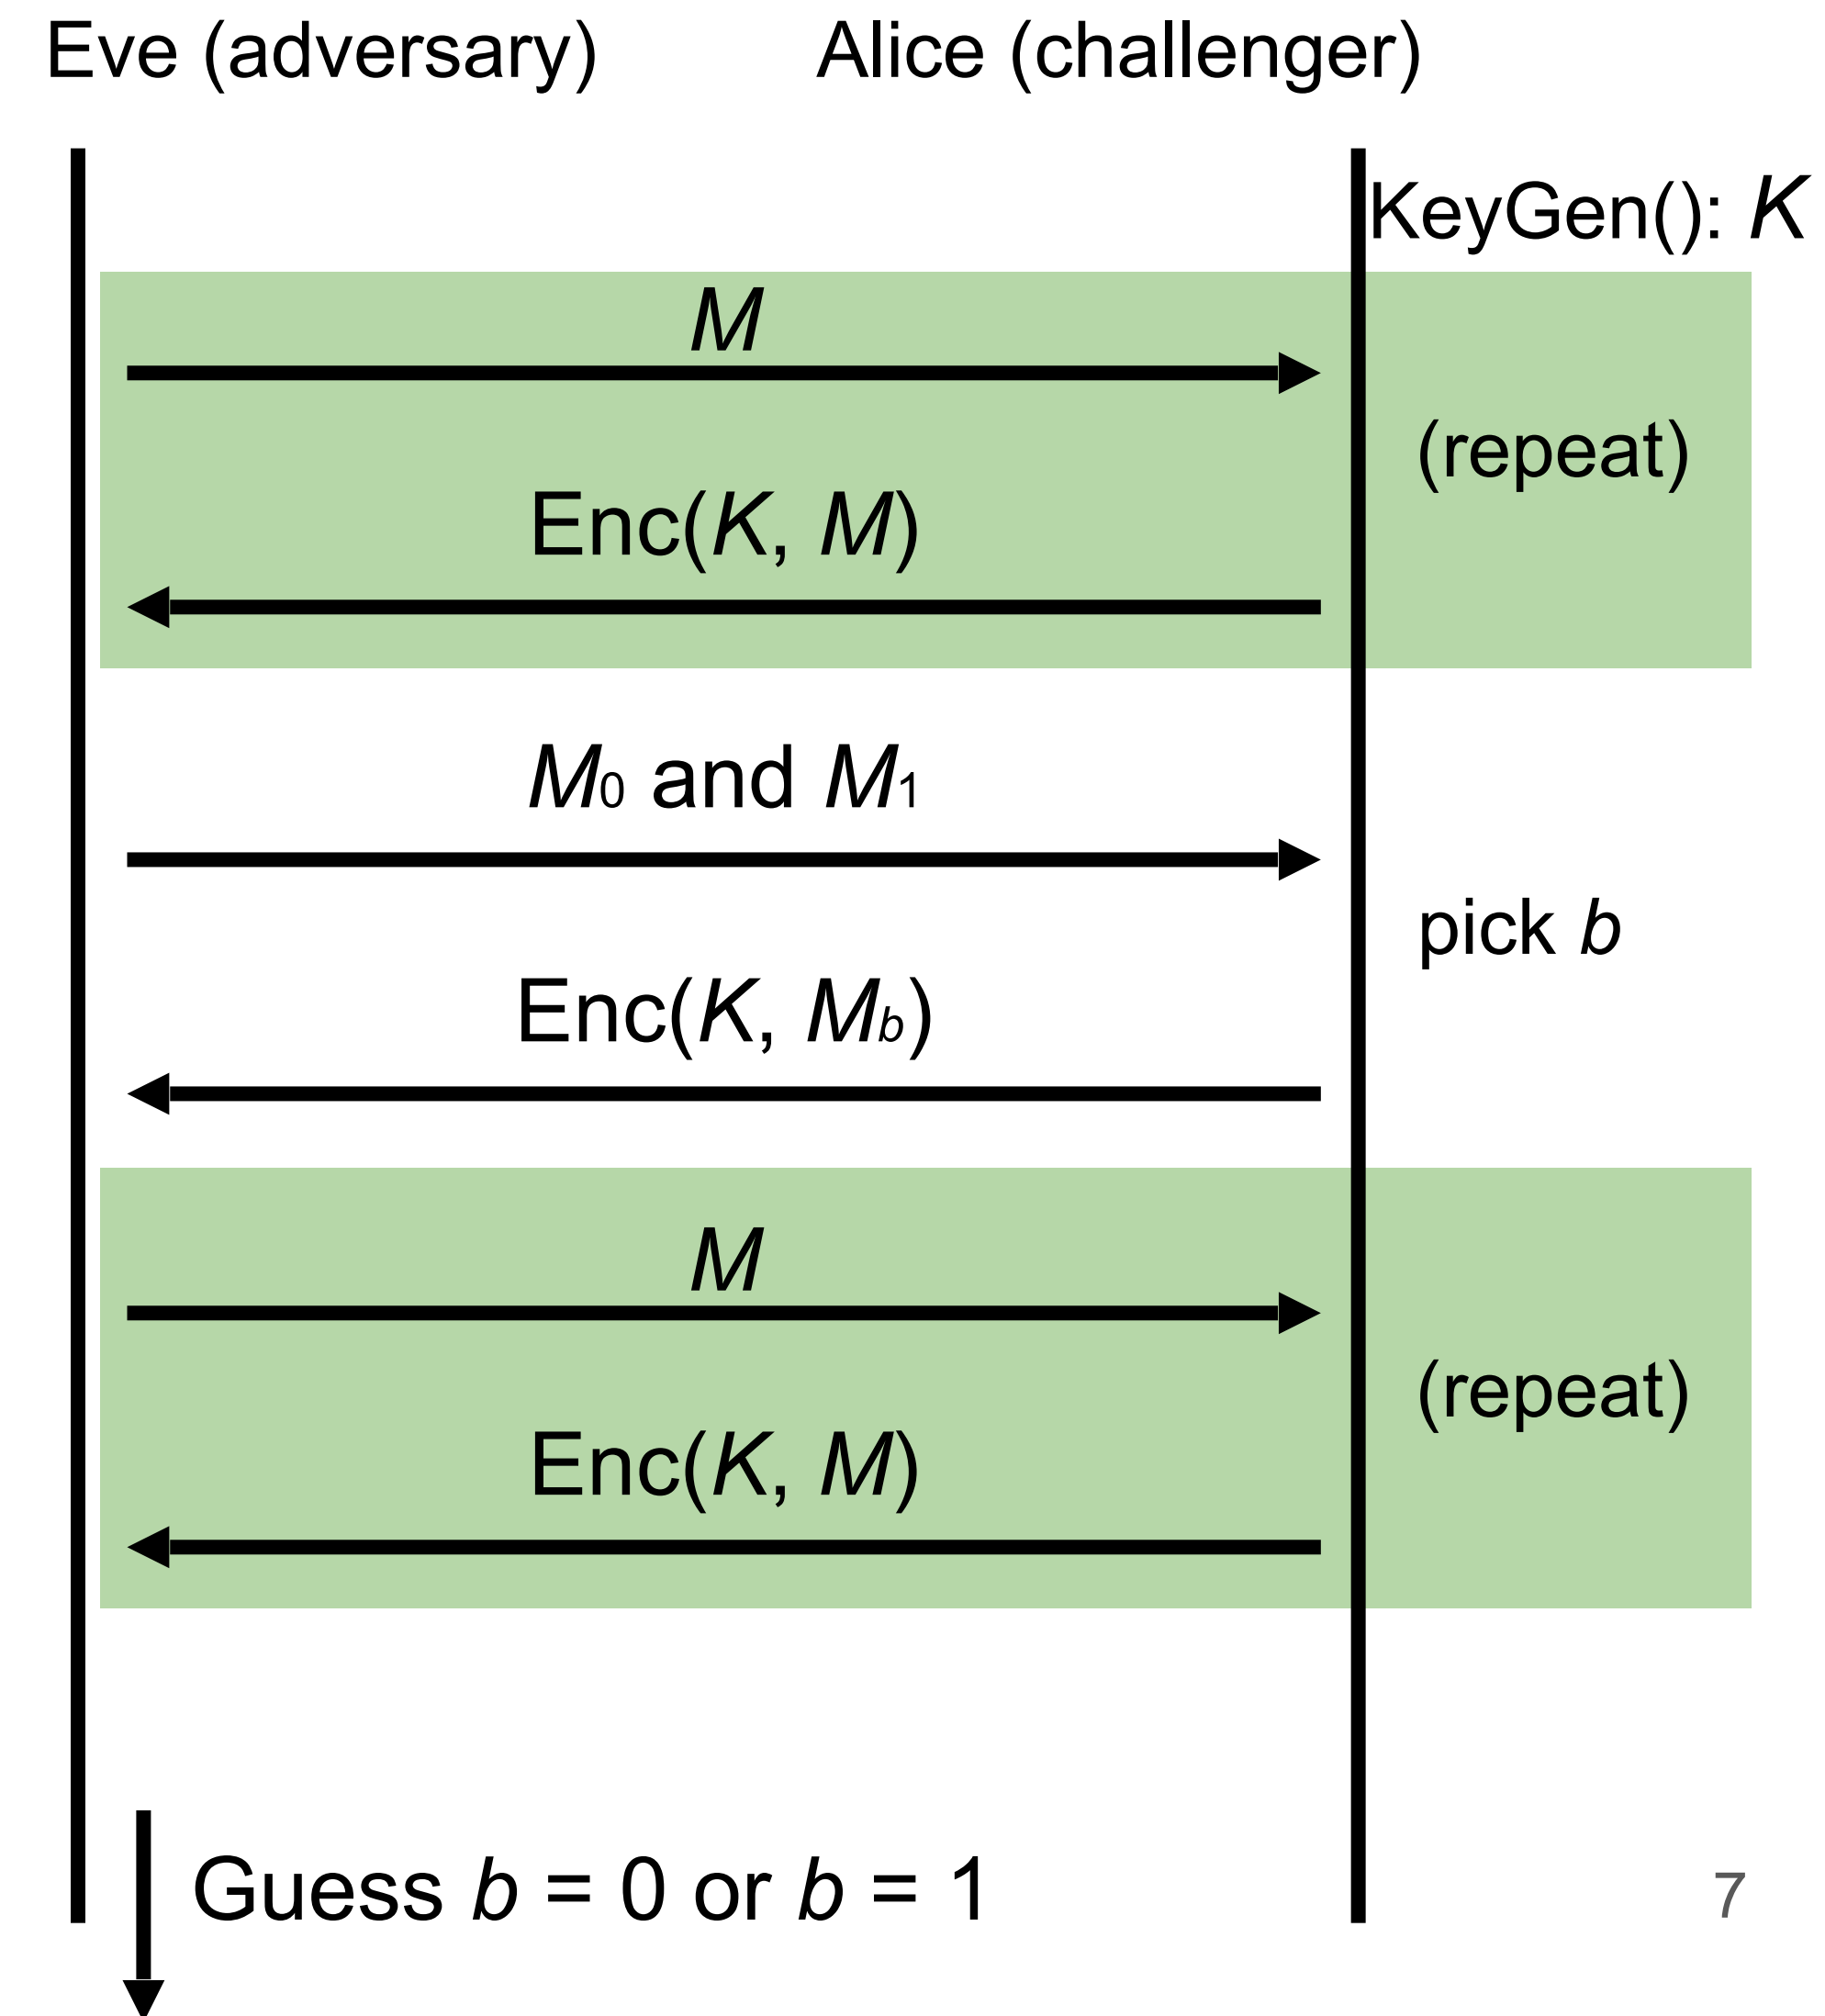 Eve (adversary) Alice (challenger)
KeyGen(): K
M
(repeat)
Enc(K, M)
M0 and M1
pick b
Enc(K, Mb)
M
(repeat)
Enc(K, M)
Guess b = 0 or b = 1
7